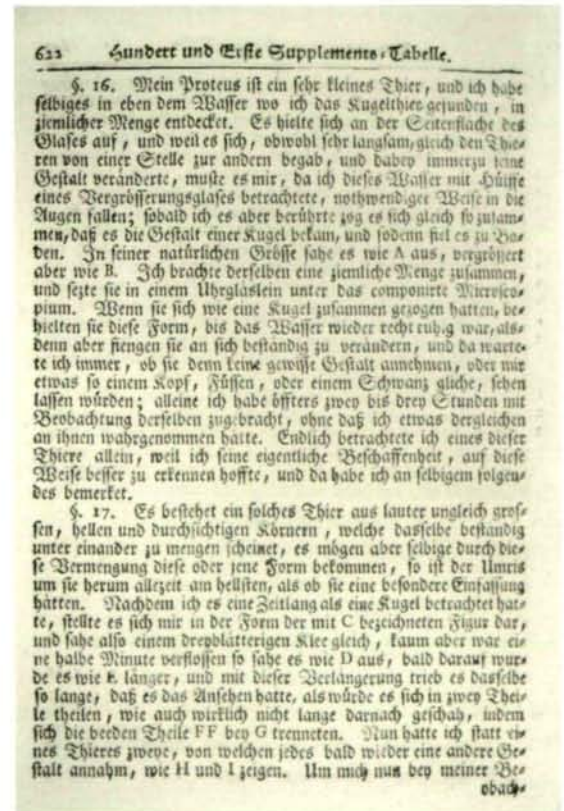 622 Hundert und Erste Supplements-Tabelle.
§. 16. Mein Proteus ist ein sehr kleines Thier, und ich habe
selbiges in eben dem Wasser wo ich das Kugelthier gefunden, in
ziemlicher Menge entdecket. Es hielte sich an der Seitenfläche des
Glases auf, und weil es sich, obwohl sehr langsam, gleich den Thie-
ren von einer Stelle zur andern begab, und dabey immerzu seine
Gestalt veränderte, muste es mir, da ich dieses Wasser mit Hülffe
eines Vergrösserungsglases betrachtete, nothwendiger Weise in die
Augen fallen; sobald ich es aber berührte zog es sich gleich so zusam-
men, daß es die Gestalt einer Kugel bekam, und sodenn fiel es zu Bo-
den. In seiner natürlichen Grösse sahe es wie A aus, vergrössert
aber wie B. Ich brachte derselben eine ziemliche Menge zusammen,
und sezte sie in einem Uhrgläslein unter das componirte Microsco-
pium. Wenn sie sich wie eine Kugel zusammen gezogen hatten, be-
hielten sie diese Form, bis das Wasser wieder recht ruhig war, als-
denn aber fiengen sie an sich beständig zu verändern, und da warte-
te ich immer, ob sie denn keine gewisse Gestalt annehmen, oder mir
etwas so einem Kopf, Füssen, oder einem Schwanz gliche, sehen
lassen würden; alleine ich habe öffters zwey bis drey Stunden mit
Beobachtung derselben zugebracht, ohne daß ich etwas dergleichen
an ihnen wahrgenommen hätte. Endlich betrachtete ich eines dieser
Thiere allein, weil ich seine eigentliche Beschaffenheit, auf diese
Weise besser zu erkennen hoffte, und da habe ich an selbigem folgen-
des bemerket.
§. 17. Es bestehet ein solches Thier aus lauter ungleich gros-
sen, hellen und durchsichtigen Körnern, welche dasselbe beständig
unter einander zu mengen scheinet, es mögen aber selbige durch die-
se Vermengung diese oder jene Form bekommen, so ist der Umris
um sie herum allezeit am hellsten, als ob sie eine besondere Einfassung
hätten. Nachdem ich es eine Zeitlang als eine Kugel betrachtet hat-
te, stellte es sich mir in der Form der mit C bezeichneten Figur dar,
und sahe also einem dreyblätterigen Klee gleich, kaum aber war ei-
ne halbe Minute verflossen so sahe es wie D aus, bald darauf wur-
de es wie E länger, und mit dieser Verlängerung trieb es dasselbe
so lange, daß es das Ansehen hatte, als würde es sich in zwey Thei-
le theilen, wie auch würklich nicht lange darnach geschah, indem
sich die beeden Theile FF bey G trenneten. Nun hatte ich statt ei-
nes Thieres zweye, von welchen jedes bald wieder eine andere Ge-
stalt annahm, wie H und I zeigen. Um mich nun bey meiner Be-
obach-